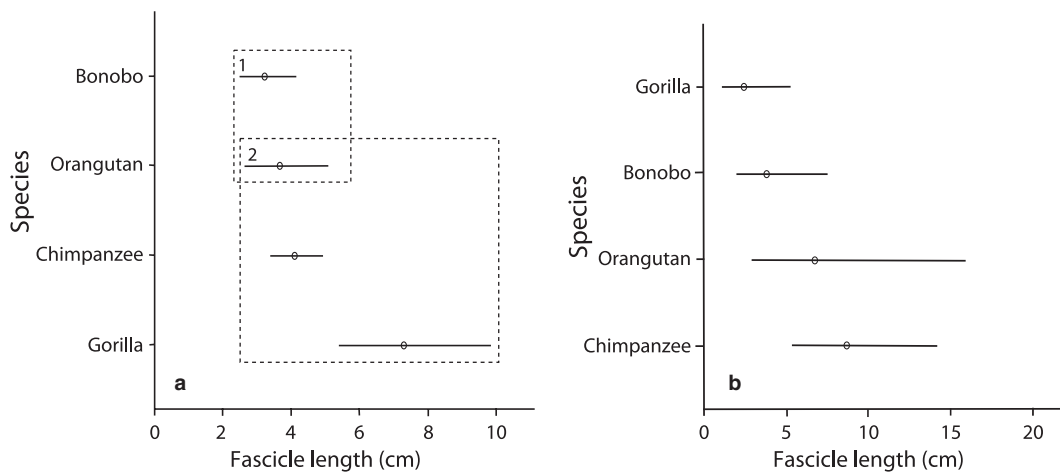 Species
Bonobo
1
Orangutan
2
Chimpanzee
Gorilla
a
0 2 4 6 8 10
Fascicle length (cm)
Species
Gorilla
Bonobo
Orangutan
Chimpanzee
b
0 5 10 15 20
Fascicle length (cm)